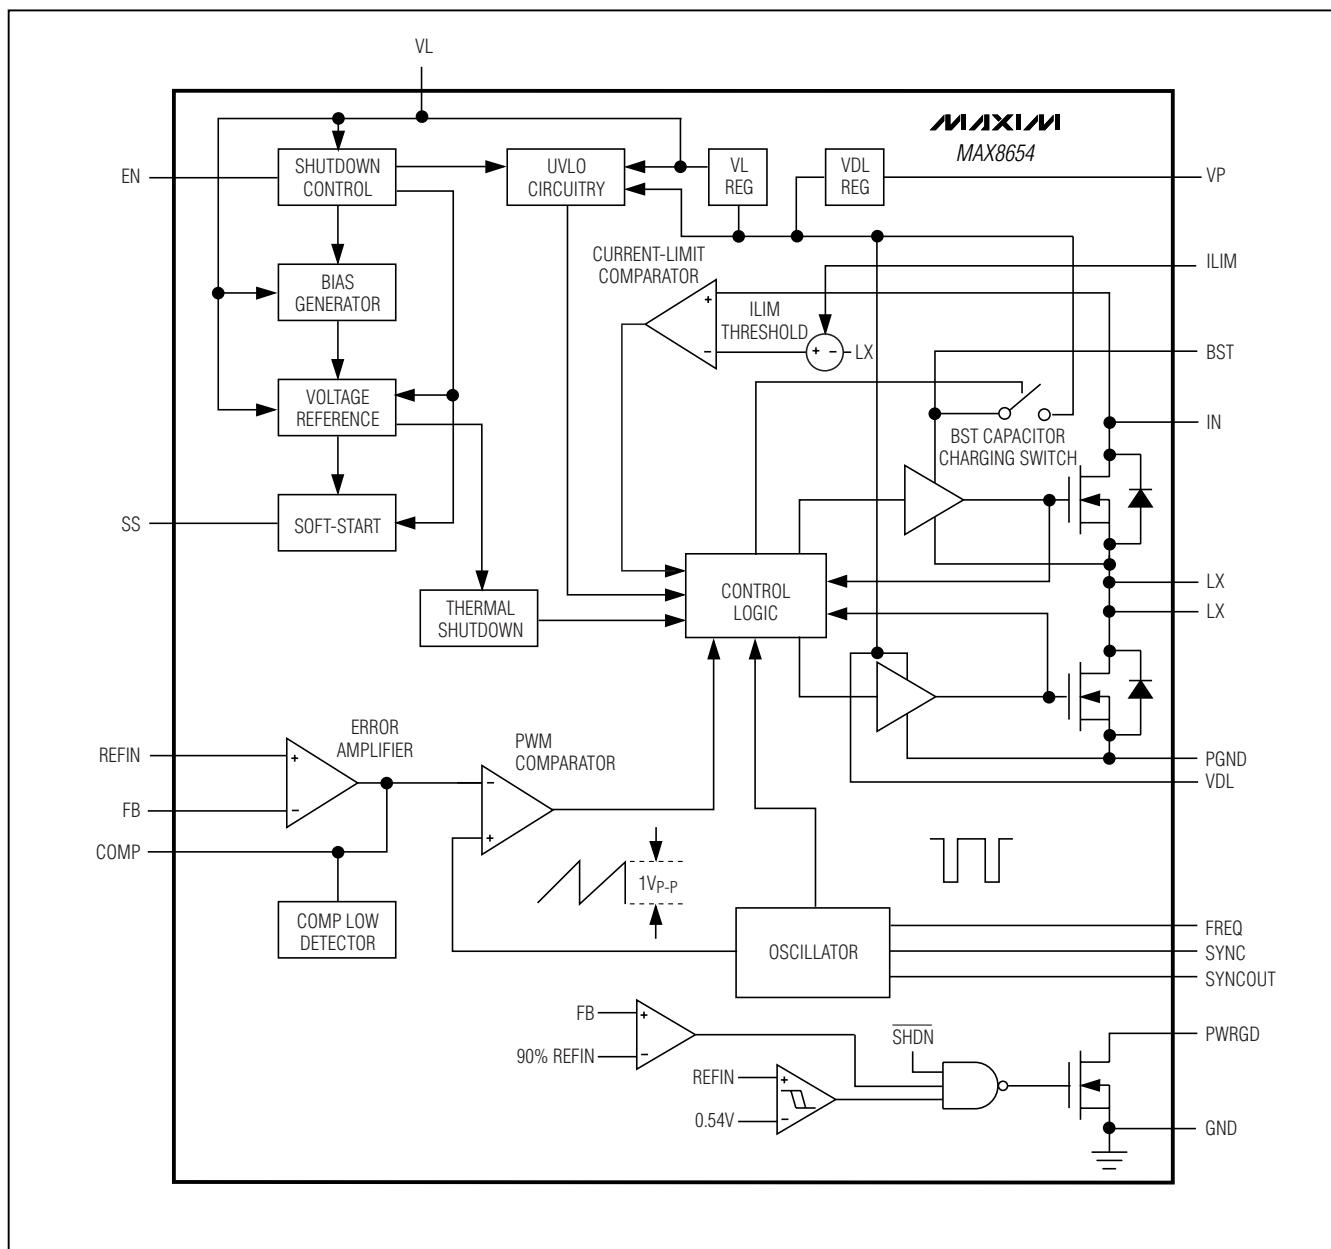 VL
MAXIM
MAX8654
EN
SHUTDOWN
CONTROL
UVLO
CIRCUITRY
VL
REG
VDL
REG
VP
CURRENT-LIMIT
COMPARATOR
ILIM
BIAS
GENERATOR
+
ILIM
THRESHOLD
−
+ −
LX
BST
VOLTAGE
REFERENCE
BST CAPACITOR
CHARGING SWITCH
IN
SS
SOFT-START
THERMAL
SHUTDOWN
CONTROL
LOGIC
LX
LX
ERROR
AMPLIFIER
PWM
COMPARATOR
REFIN
+
FB
−
−
+
COMP
PGND
VDL
1VP-P
COMP LOW
DETECTOR
OSCILLATOR
FREQ
SYNC
SYNCOUT
FB
+
90% REFIN
−
SHDN
PWRGD
REFIN
+
0.54V
−
GND